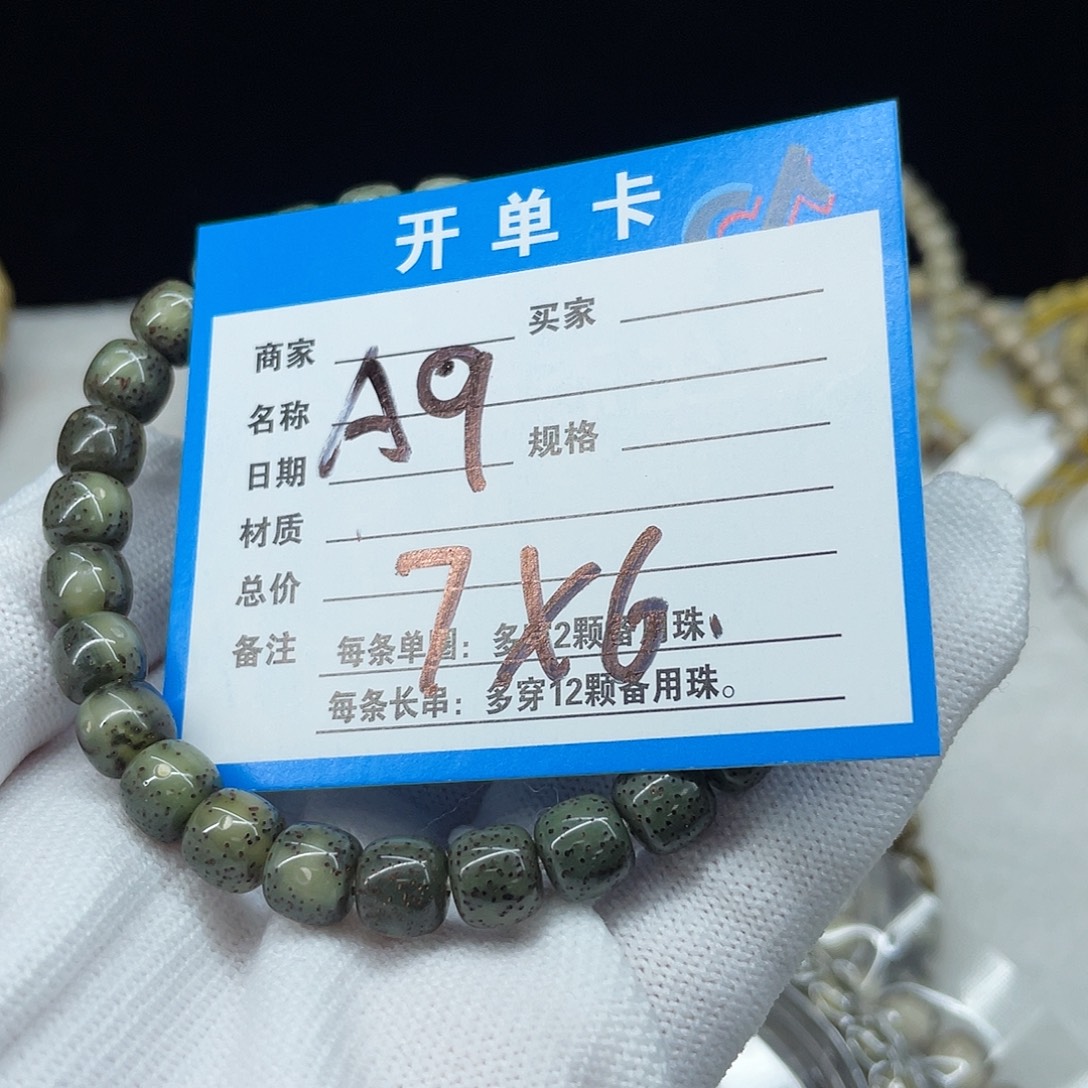 开单卡
商家 买家
名称
A9
日期 规格
材质
总价
7X6
备注 每条单圈：多穿2颗备用珠。
每条长串：多穿12颗备用珠。